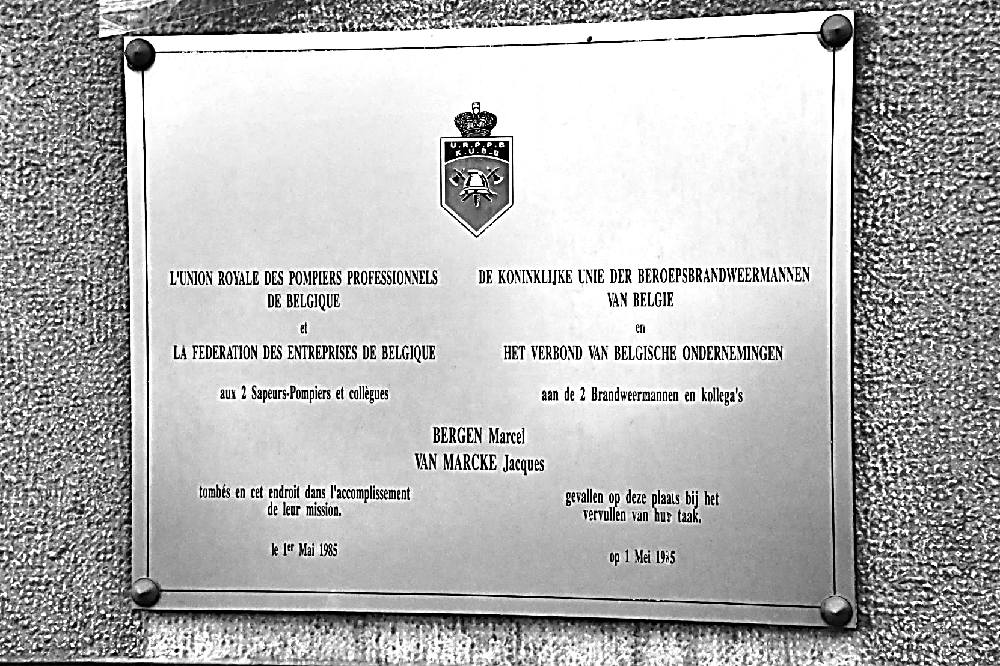 U.R.P.P.B
K.U.B.B
L'UNION ROYALE DES POMPIERS PROFESSIONNELS
DE BELGIQUE
et
LA FEDERATION DES ENTREPRISES DE BELGIQUE
aux 2 Sapeurs-Pompiers et collègues
DE KONINKLIJKE UNIE DER BEROEPSBRANDWEERMANNEN
VAN BELGIE
en
HET VERBOND VAN BELGISCHE ONDERNEMINGEN
aan de 2 Brandweermannen en kollega's
BERGEN Marcel
VAN MARCKE Jacques
tombés en cet endroit dans l'accomplissement
de leur mission.
le 1er Mai 1985
gevallen op deze plaats bij het
vervullen van hun taak.
op 1 Mei 1985